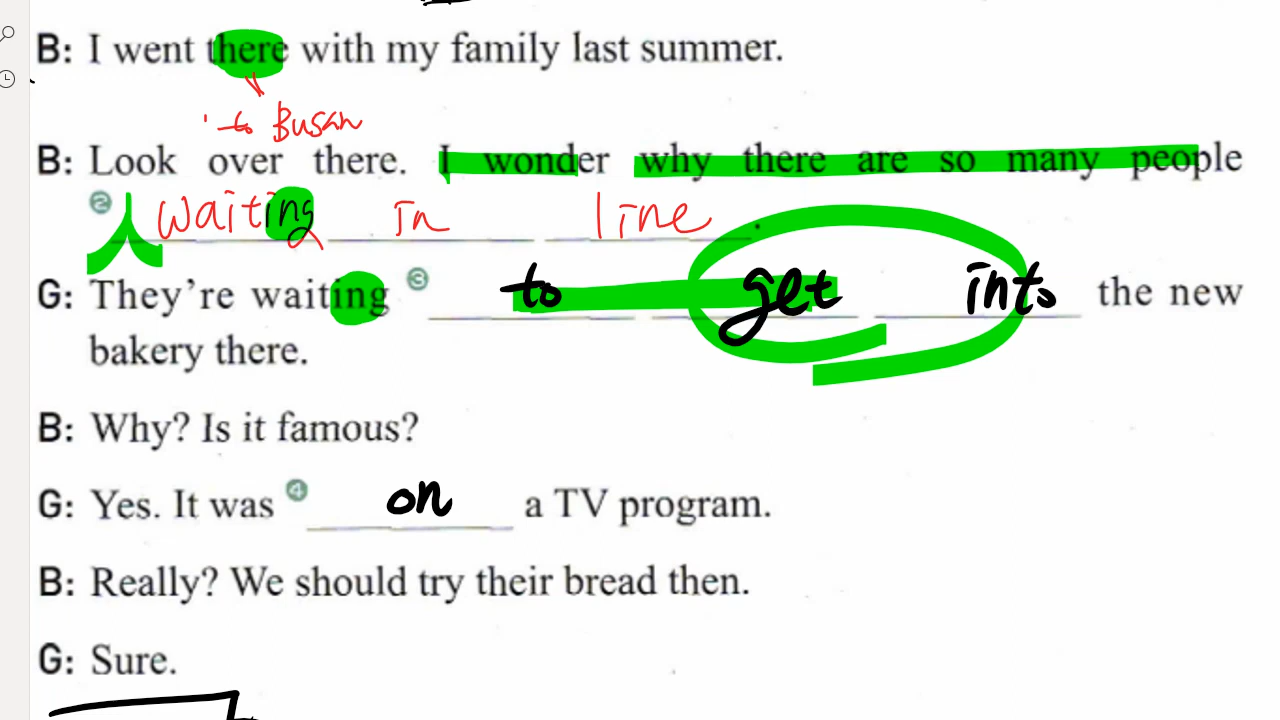 B: I went there with my family last summer.
to Busan
B: Look over there. I wonder why there are so many people
② waiting in line.
G: They're waiting ③ to get into the new
bakery there.
B: Why? Is it famous?
G: Yes. It was ④ on a TV program.
B: Really? We should try their bread then.
G: Sure.